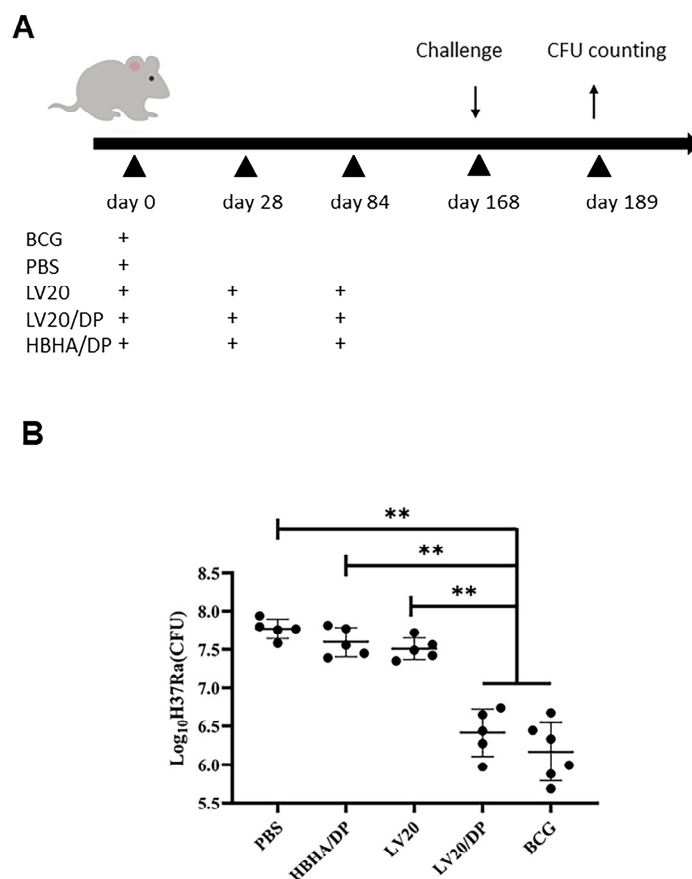 A
Challenge CFU counting
day 0 day 28 day 84 day 168 day 189
BCG +
PBS +
LV20 + + +
LV20/DP + + +
HBHA/DP + + +
B
**
**
**
Log₁₀H37Ra(CFU)
8.5
8.0
7.5
7.0
6.5
6.0
5.5
PBS HBHA/DP LV20 LV20/DP BCG